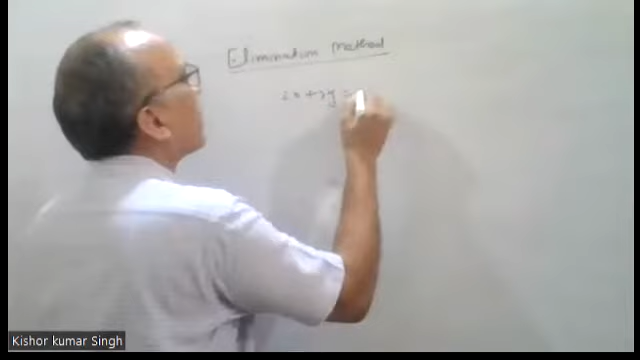 Elimination Method
2x + 3y =
Kishor kumar Singh